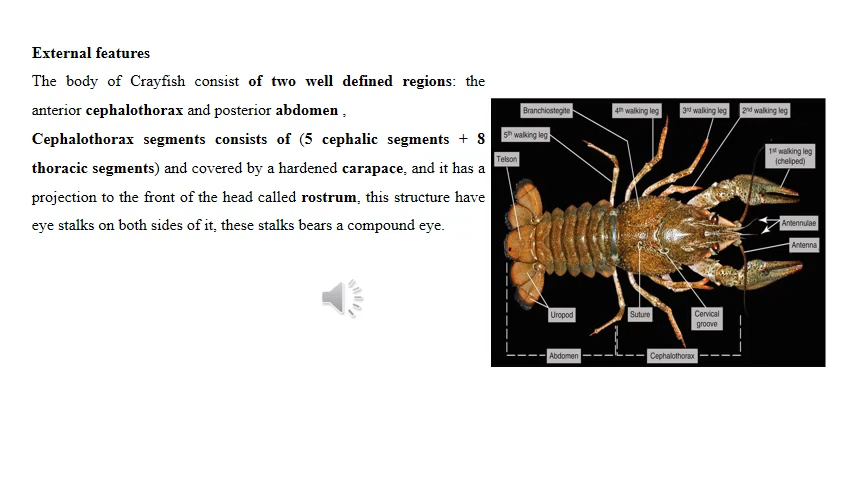 External features
The body of Crayfish consist of two well defined regions: the
anterior cephalothorax and posterior abdomen ,
Cephalothorax segments consists of (5 cephalic segments + 8
thoracic segments) and covered by a hardened carapace, and it has a
projection to the front of the head called rostrum, this structure have
eye stalks on both sides of it, these stalks bears a compound eye.
Branchiostegite
4th walking leg
3rd walking leg
2nd walking leg
5th walking leg
1st walking leg
(cheliped)
Telson
Antennulae
Antenna
Uropod
Suture
Cervical
groove
Abdomen
Cephalothorax